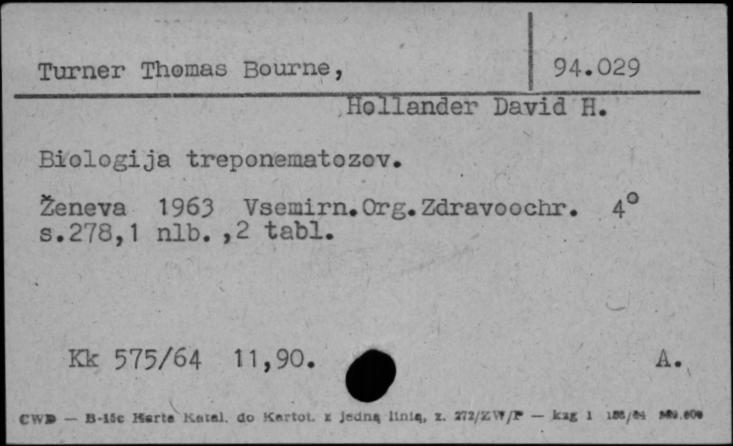 Turner Thomas Bourne, 94.029
Hollander David H.
Biologija treponematozov.
Ženeva 1963 Vsemirn.Org.Zdravoochr. 4°
s.278,1 nlb.,2 tabl.
Kk 575/64 11,90. A.
CWD — B-15c Karta Katal. do Kartot. z jedną linią, z. 272/ZW/P — kzg 1